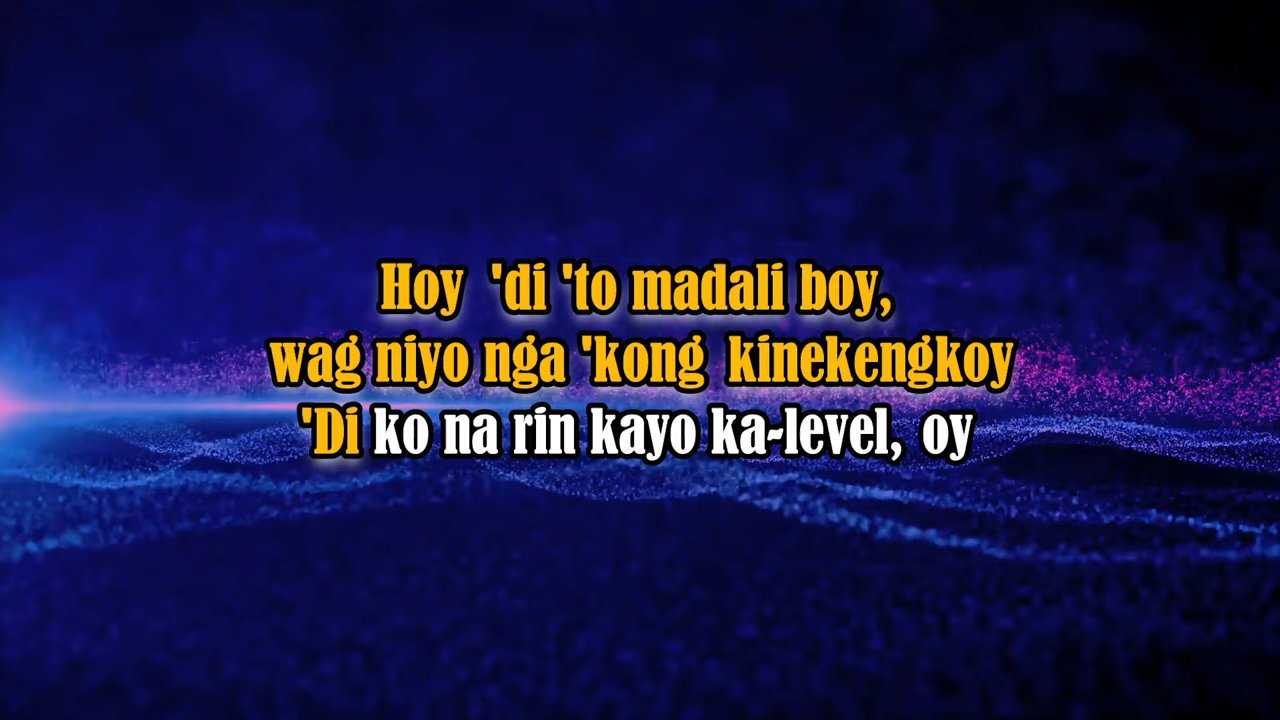 Hoy 'di 'to madali boy,
wag niyo nga 'kong kinekengkoy
'Di ko na rin kayo ka-level, oy